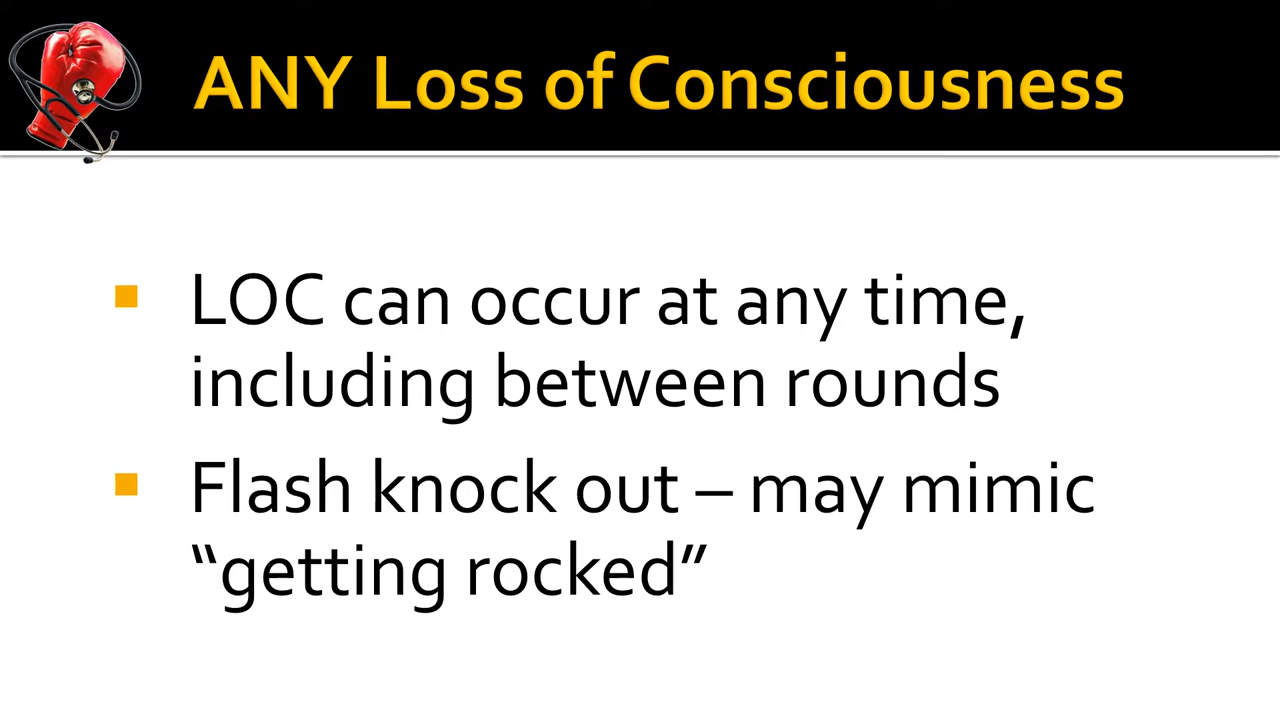 ANY Loss of Consciousness
LOC can occur at any time,
including between rounds
Flash knock out – may mimic
“getting rocked”